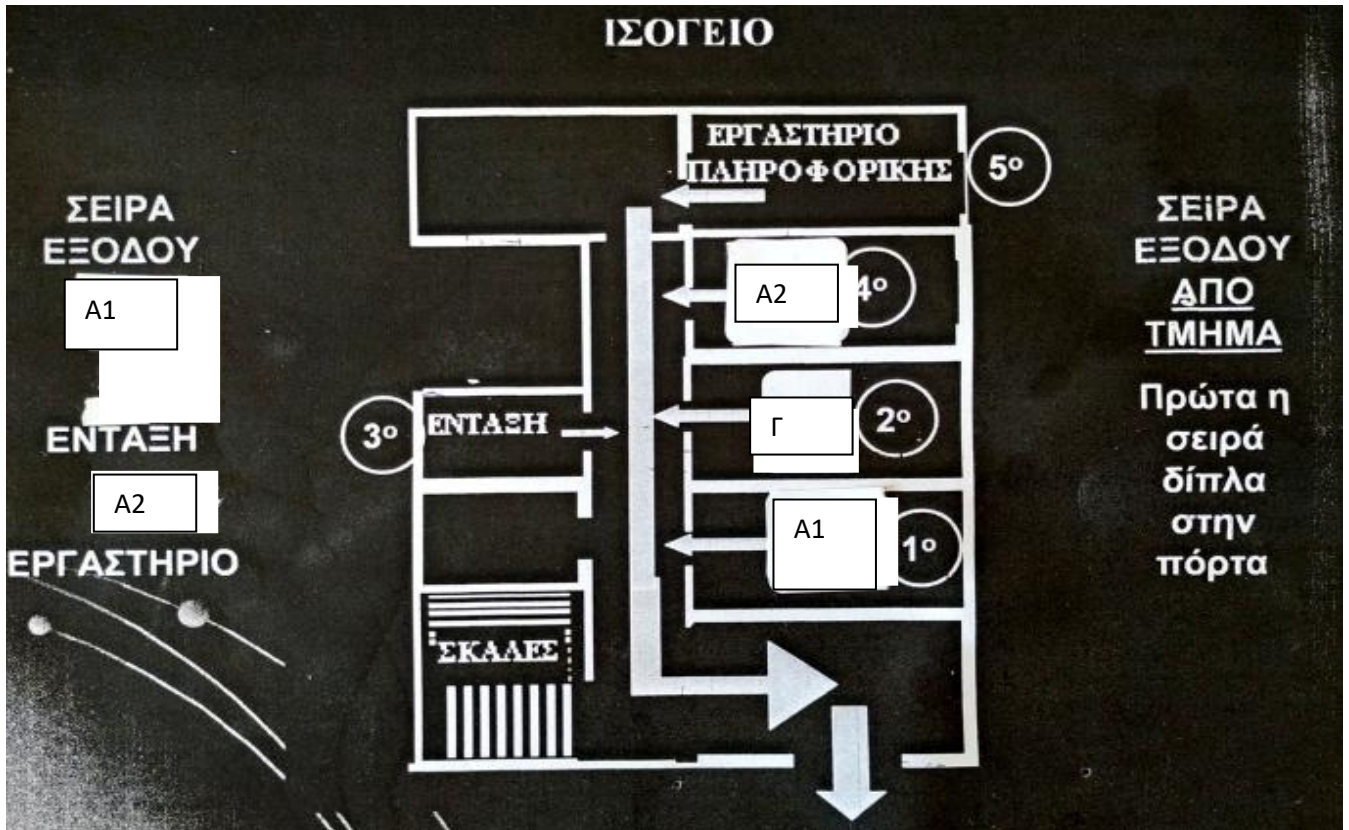 ΙΣΟΓΕΙΟ
ΣΕΙΡΑ
ΕΞΟΔΟΥ
Α1
ΕΝΤΑΞΗ
Α2
ΕΡΓΑΣΤΗΡΙΟ
ΕΡΓΑΣΤΗΡΙΟ
ΠΛΗΡΟΦΟΡΙΚΗΣ
5ο
Α2
4ο
3ο
ΕΝΤΑΞΗ
Γ
2ο
Α1
1ο
ΣΚΑΛΕΣ
ΣΕίΡΑ
ΕΞΟΔΟΥ
ΑΠΟ
ΤΜΗΜΑ
Πρώτα η
σειρά
δίπλα
στην
πόρτα